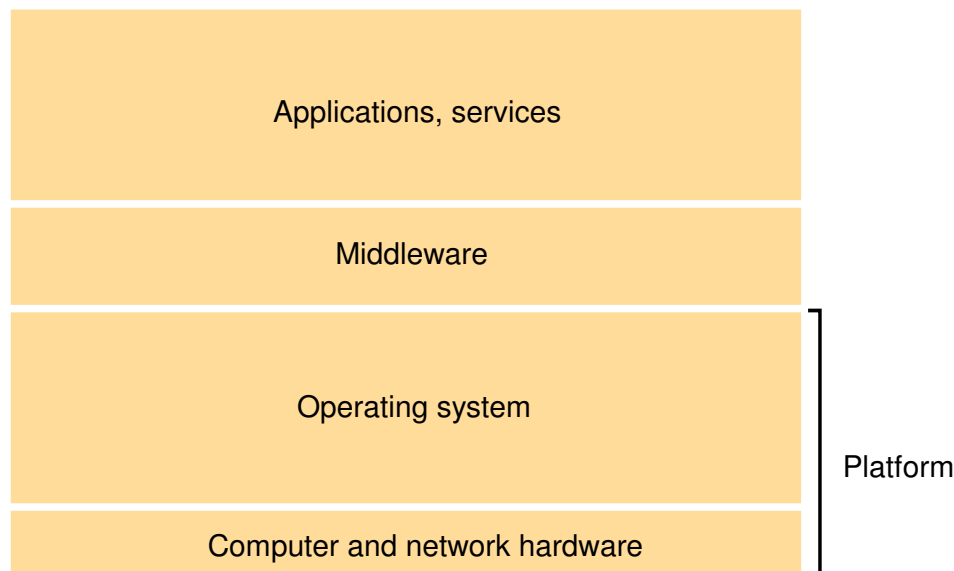 Applications, services
Middleware
Operating system
Platform
Computer and network hardware